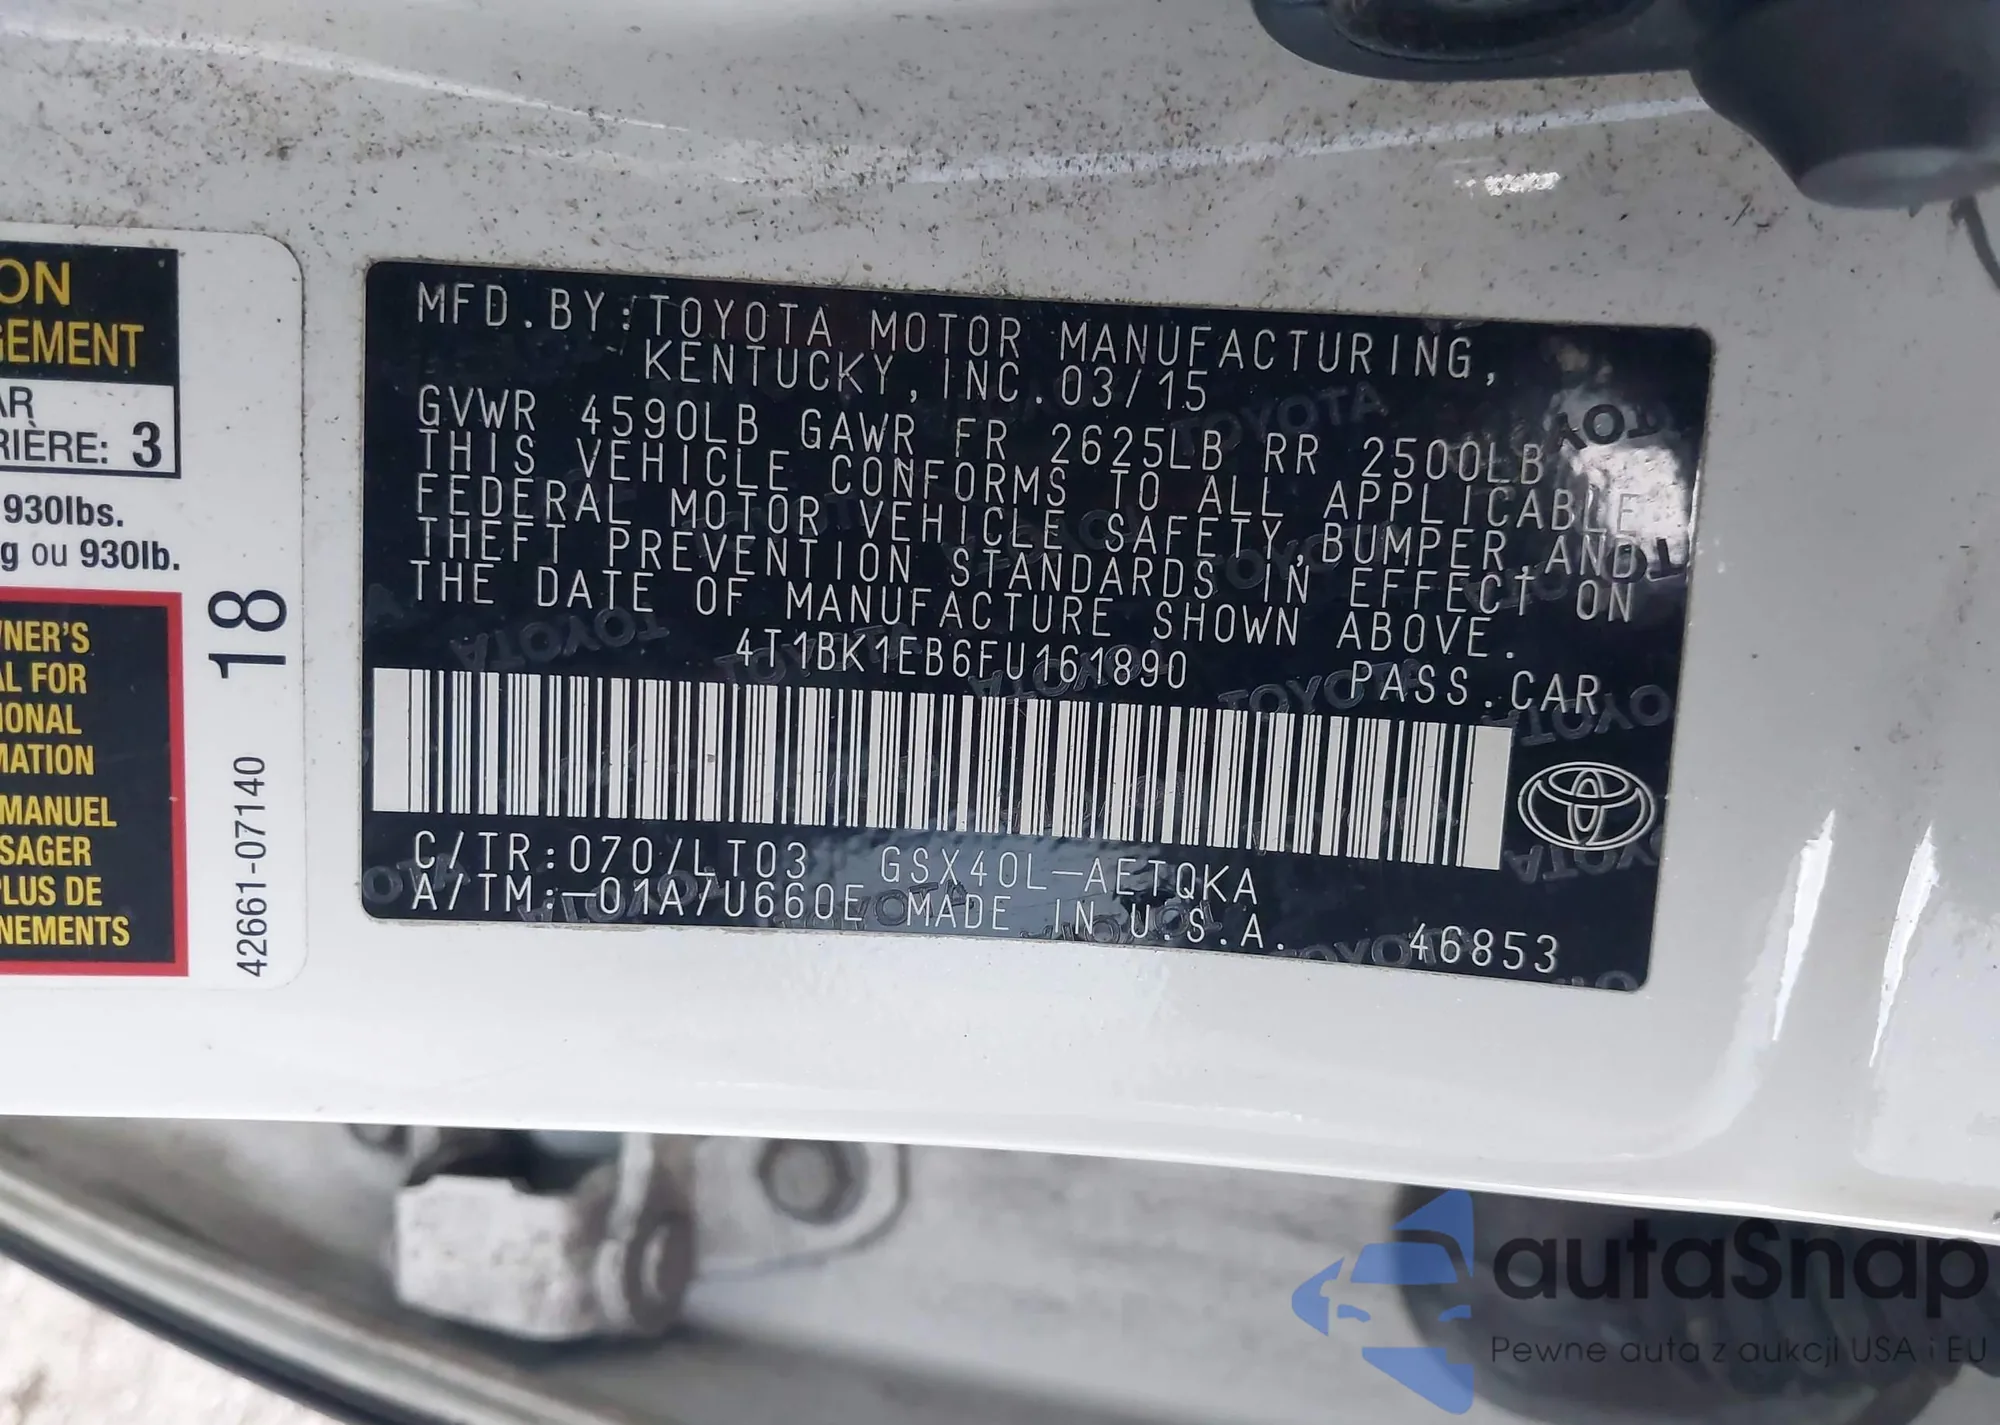 ON
GEMENT
AR
RIÈRE: 3
930lbs.
g ou 930lb.
NER'S
L FOR
IONAL
MATION
MANUEL
SAGER
PLUS DE
NEMENTS
18
42661-07140
MFD.BY:TOYOTA MOTOR MANUFACTURING,
KENTUCKY,INC.03/15
GVWR 4590LB GAWR FR 2625LB RR 2500LB
THIS VEHICLE CONFORMS TO ALL APPLICABLE
FEDERAL MOTOR VEHICLE SAFETY,BUMPER,AND
THEFT PREVENTION STANDARDS IN EFFECT ON
THE DATE OF MANUFACTURE SHOWN ABOVE.
4T1BK1EB6FU161890 PASS.CAR
C/TR:070/LT03 GSX40L-AETQKA
A/TM:-01A/U660E MADE IN U.S.A. 46853
autaSnap
Pewne auta z aukcji USA i EU